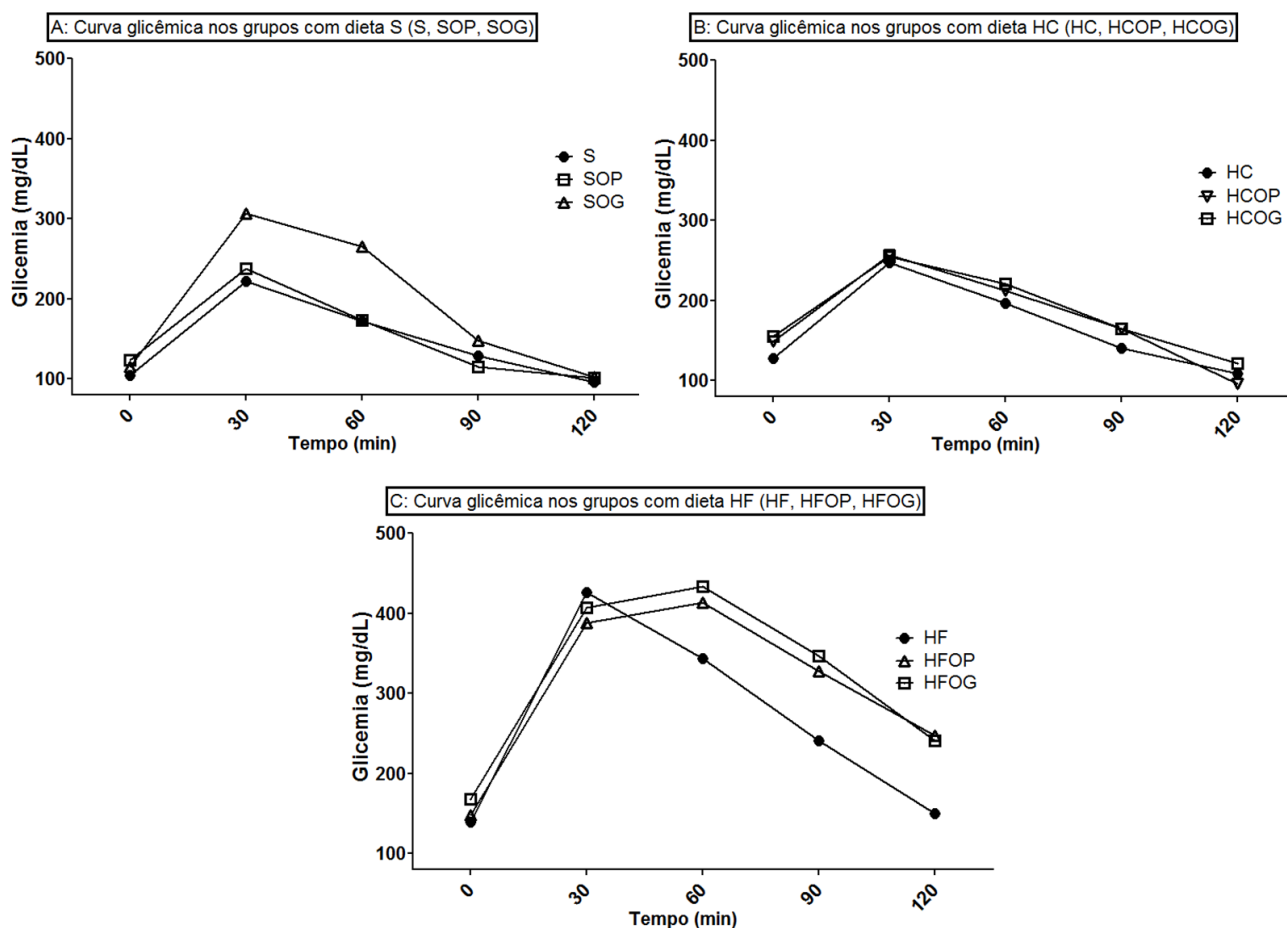 A: Curva glicêmica nos grupos com dieta S (S, SOP, SOG)
500
400
300
200
100
Glicemia (mg/dL)
S
SOP
SOG
0
30
60
90
120
Tempo (min)
B: Curva glicêmica nos grupos com dieta HC (HC, HCOP, HCOG)
500
400
300
200
100
Glicemia (mg/dL)
HC
HCOP
HCOG
0
30
60
90
120
Tempo (min)
C: Curva glicêmica nos grupos com dieta HF (HF, HFOP, HFOG)
500
400
300
200
100
Glicemia (mg/dL)
HF
HFOP
HFOG
0
30
60
90
120
Tempo (min)